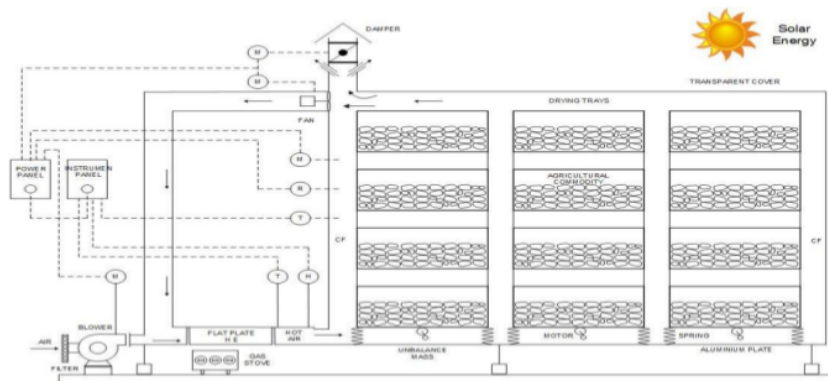 DAMPER
Solar
Energy
M
M
TRANSPARENT COVER
DRYING TRAYS
FAN
M
POWER
PANEL
INSTRUMEN
PANEL
AGRICULTURAL
COMMODITY
R
T
CF
CF
M
T
H
BLOWER
AIR
FLAT PLATE
H E
HOT
AIR
MOTOR
SPRING
FILTER
GAS
STOVE
UNBALANCE
MASS
ALUMINIUM PLATE